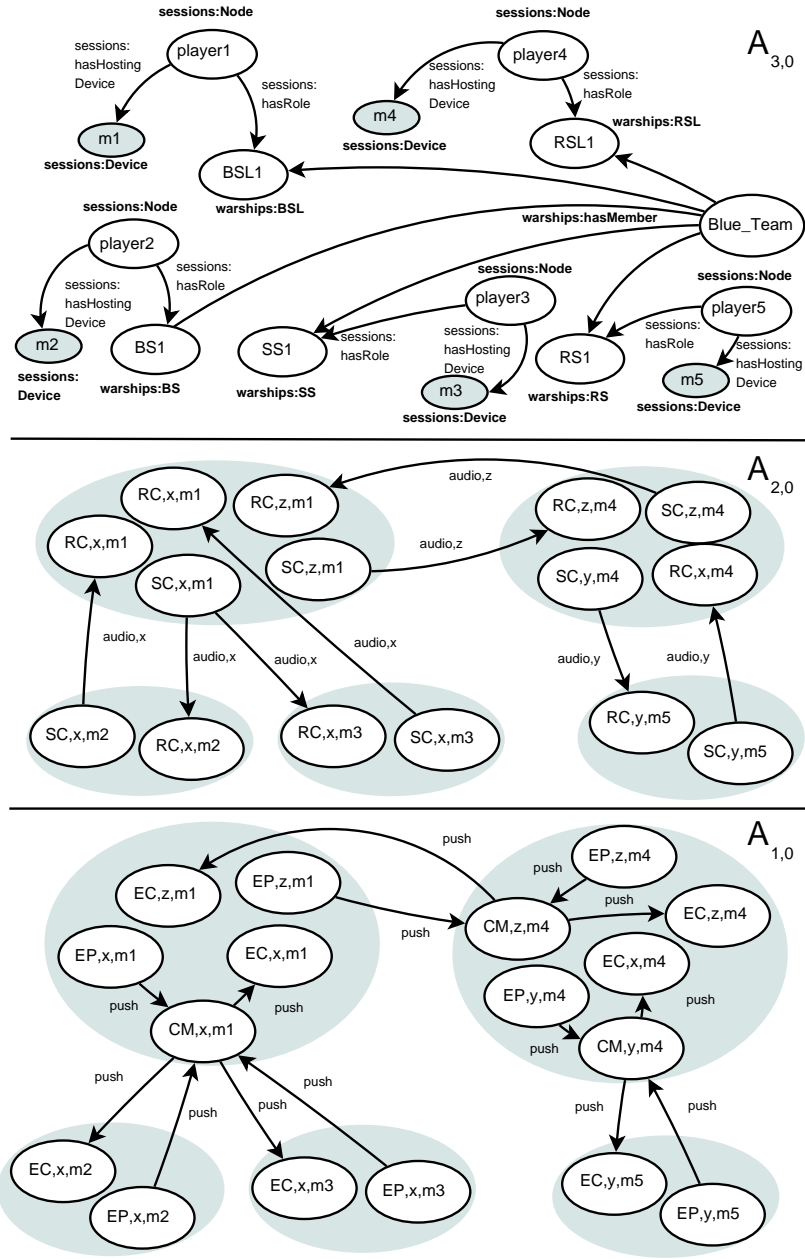 sessions:Node
player1
sessions:
hasHosting
Device
sessions:
hasRole
m1
sessions:Device
BSL1
warships:BSL
sessions:Node
player4
sessions:
hasHosting
Device
sessions:
hasRole
m4
sessions:Device
warships:RSL
RSL1
A3,0
sessions:Node
player2
sessions:
hasHosting
Device
sessions:
hasRole
m2
sessions:
Device
BS1
warships:BS
warships:hasMember
Blue_Team
sessions:Node
player3
SS1
sessions:
hasRole
warships:SS
sessions:
hasHosting
Device
m3
sessions:Device
sessions:Node
player5
RS1
sessions:
hasRole
warships:RS
sessions:
hasHosting
Device
m5
sessions:Device
A2,0
RC,x,m1
RC,z,m1
RC,x,m1
SC,x,m1
SC,z,m1
audio,z
audio,z
RC,z,m4
SC,z,m4
SC,y,m4
RC,x,m4
audio,x
audio,x
audio,x
audio,x
audio,y
audio,y
SC,x,m2
RC,x,m2
RC,x,m3
SC,x,m3
RC,y,m5
SC,y,m5
A1,0
push
EC,z,m1
EP,z,m1
push
EP,z,m4
push
push
CM,z,m4
EC,z,m4
EP,x,m1
EC,x,m1
push
push
CM,x,m1
EC,x,m4
EP,y,m4
push
push
CM,y,m4
push
push
push
push
push
push
EC,x,m2
EP,x,m2
EC,x,m3
EP,x,m3
EC,y,m5
EP,y,m5